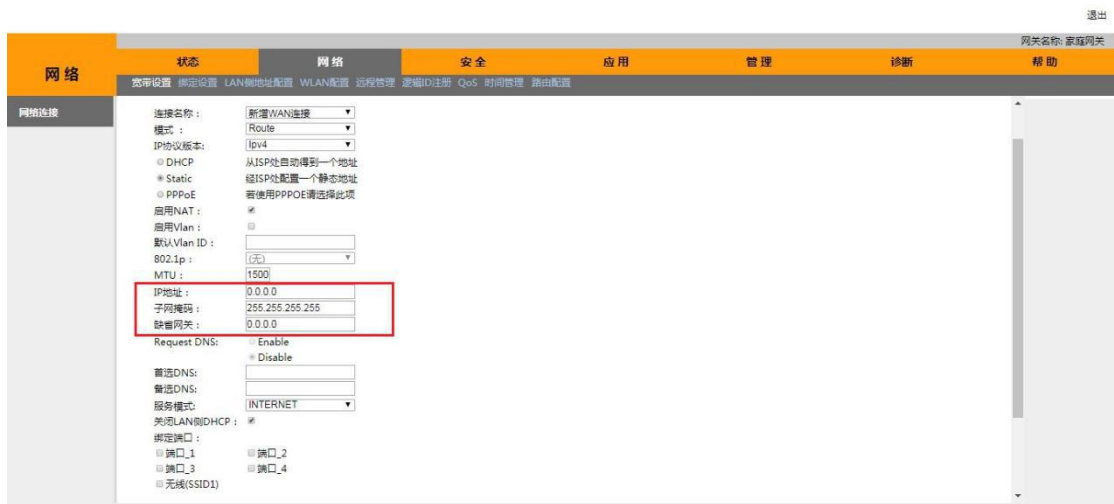 退出
网关名称: 家庭网关
网络
状态 网络 安全 应用 管理 诊断 帮助
宽带设置 绑定设置 LAN侧地址配置 WLAN配置 远程管理 逻辑ID注册 QoS 时间管理 路由配置
网络连接
连接名称： 新增WAN连接
模式 ： Route
IP协议版本: Ipv4
DHCP 从ISP处自动得到一个地址
Static 经ISP处配置一个静态地址
PPPoE 若使用PPPOE请选择此项
启用NAT：
启用Vlan：
默认Vlan ID：
802.1p： (无)
MTU： 1500
IP地址： 0.0.0.0
子网掩码： 255.255.255.255
缺省网关： 0.0.0.0
Request DNS: Enable
Disable
首选DNS:
备选DNS:
服务模式: INTERNET
关闭LAN侧DHCP：
绑定端口：
端口_1 端口_2
端口_3 端口_4
无线(SSID1)